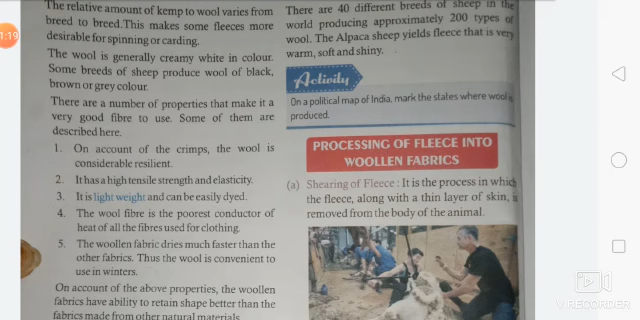 The relative amount of kemp to wool varies from
breed to breed.This makes some fleeces more
desirable for spinning or carding.
The wool is generally creamy white in colour.
Some breeds of sheep produce wool of black,
brown or grey colour.
There are a number of properties that make it a
very good fibre to use. Some of them are
described here.
1. On account of the crimps, the wool is
considerable resilient.
2. It has a high tensile strength and elasticity.
3. It is light weight and can be easily dyed.
4. The wool fibre is the poorest conductor of
heat of all the fibres used for clothing.
5. The woollen fabric dries much faster than the
other fabrics. Thus the wool is convenient to
use in winters.
On account of the above properties, the woollen
fabrics have ability to retain shape better than the
fabrics made from other natural materials.
There are 40 different breeds of sheep in the
world producing approximately 200 types of
wool. The Alpaca sheep yields fleece that is very
warm, soft and shiny.
Activity
On a political map of India, mark the states where wool is
produced.
PROCESSING OF FLEECE INTO
WOOLLEN FABRICS
(a) Shearing of Fleece : It is the process in which
the fleece, along with a thin layer of skin, is
removed from the body of the animal.
1:19
V RECORDER